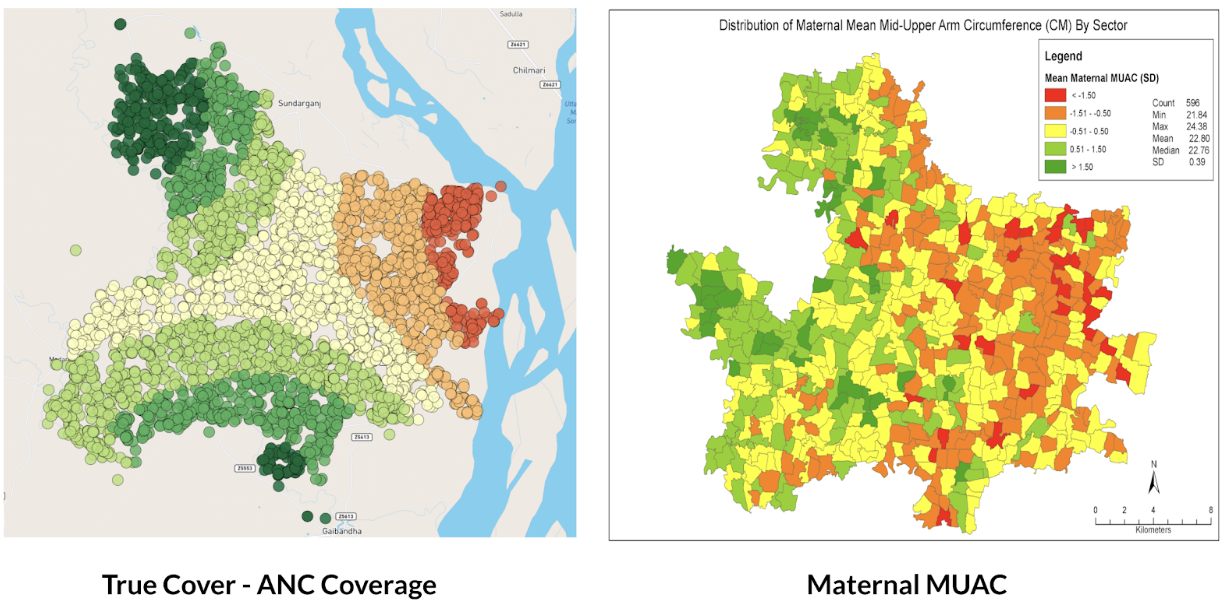 Sadulla
Z6621
Chilmari
Z6621
Sundarganj
Z5613
Z5553
Z5613
Gaibandha
True Cover - ANC Coverage
Distribution of Maternal Mean Mid-Upper Arm Circumference (CM) By Sector
Legend
Mean Maternal MUAC (SD)
< -1.50
-1.51 - -0.50
-0.51 - 0.50
0.51 - 1.50
> 1.50
Count 596
Min 21.84
Max 24.38
Mean 22.80
Median 22.76
SD 0.39
N
0 2 4 8
Kilometers
Maternal MUAC